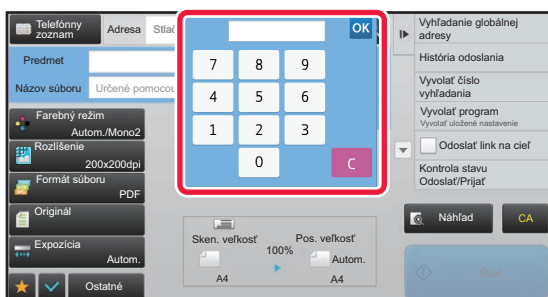 Telefónny
zoznam
Adresa
Stlač
OK
Vyhľadanie globálnej
adresy
Predmet
História odoslania
Názov súboru
Určené pomocou
7
8
9
Vyvolať číslo
vyhľadania
4
5
6
Vyvolať program
Vyvolať uložené nastavenie
Farebný režim
Autom./Mono2
1
2
3
Odoslať link na cieľ
Rozlíšenie
200x200dpi
0
C
Kontrola stavu
Odoslať/Prijať
Formát súboru
PDF
Originál
Náhľad
CA
Sken. veľkosť
100%
Pos. veľkosť
Autom.
A4
A4
Expozícia
Autom.
Štart
Ostatné